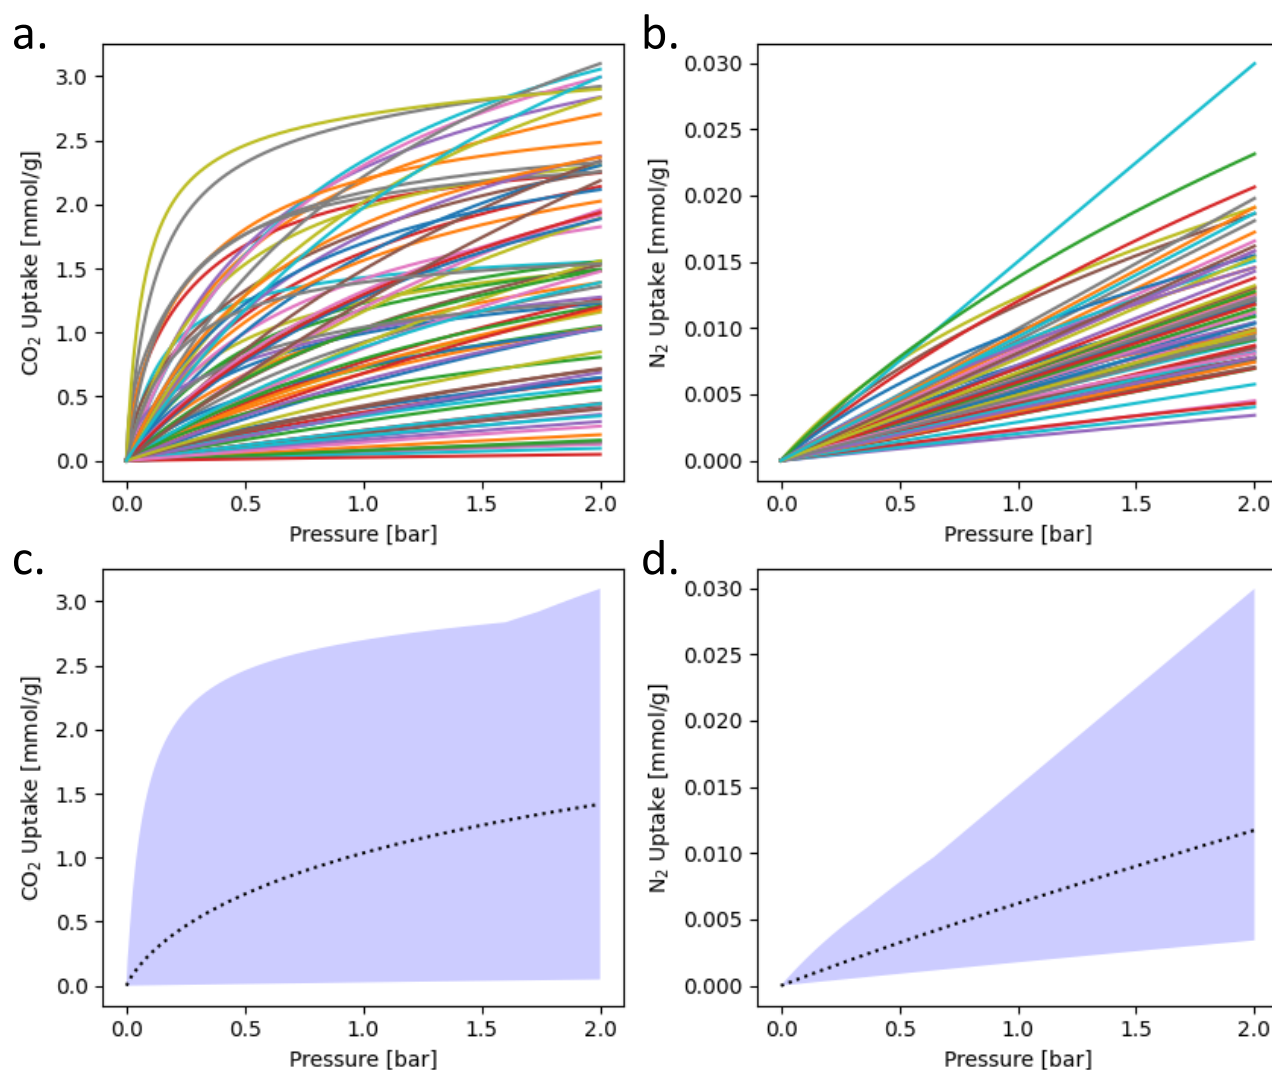 a.
3.0
2.5
2.0
1.5
1.0
0.5
0.0
CO₂ Uptake [mmol/g]
0.0 0.5 1.0 1.5 2.0
Pressure [bar]
b.
0.030
0.025
0.020
0.015
0.010
0.005
0.000
N₂ Uptake [mmol/g]
0.0 0.5 1.0 1.5 2.0
Pressure [bar]
c.
3.0
2.5
2.0
1.5
1.0
0.5
0.0
CO₂ Uptake [mmol/g]
0.0 0.5 1.0 1.5 2.0
Pressure [bar]
d.
0.030
0.025
0.020
0.015
0.010
0.005
0.000
N₂ Uptake [mmol/g]
0.0 0.5 1.0 1.5 2.0
Pressure [bar]